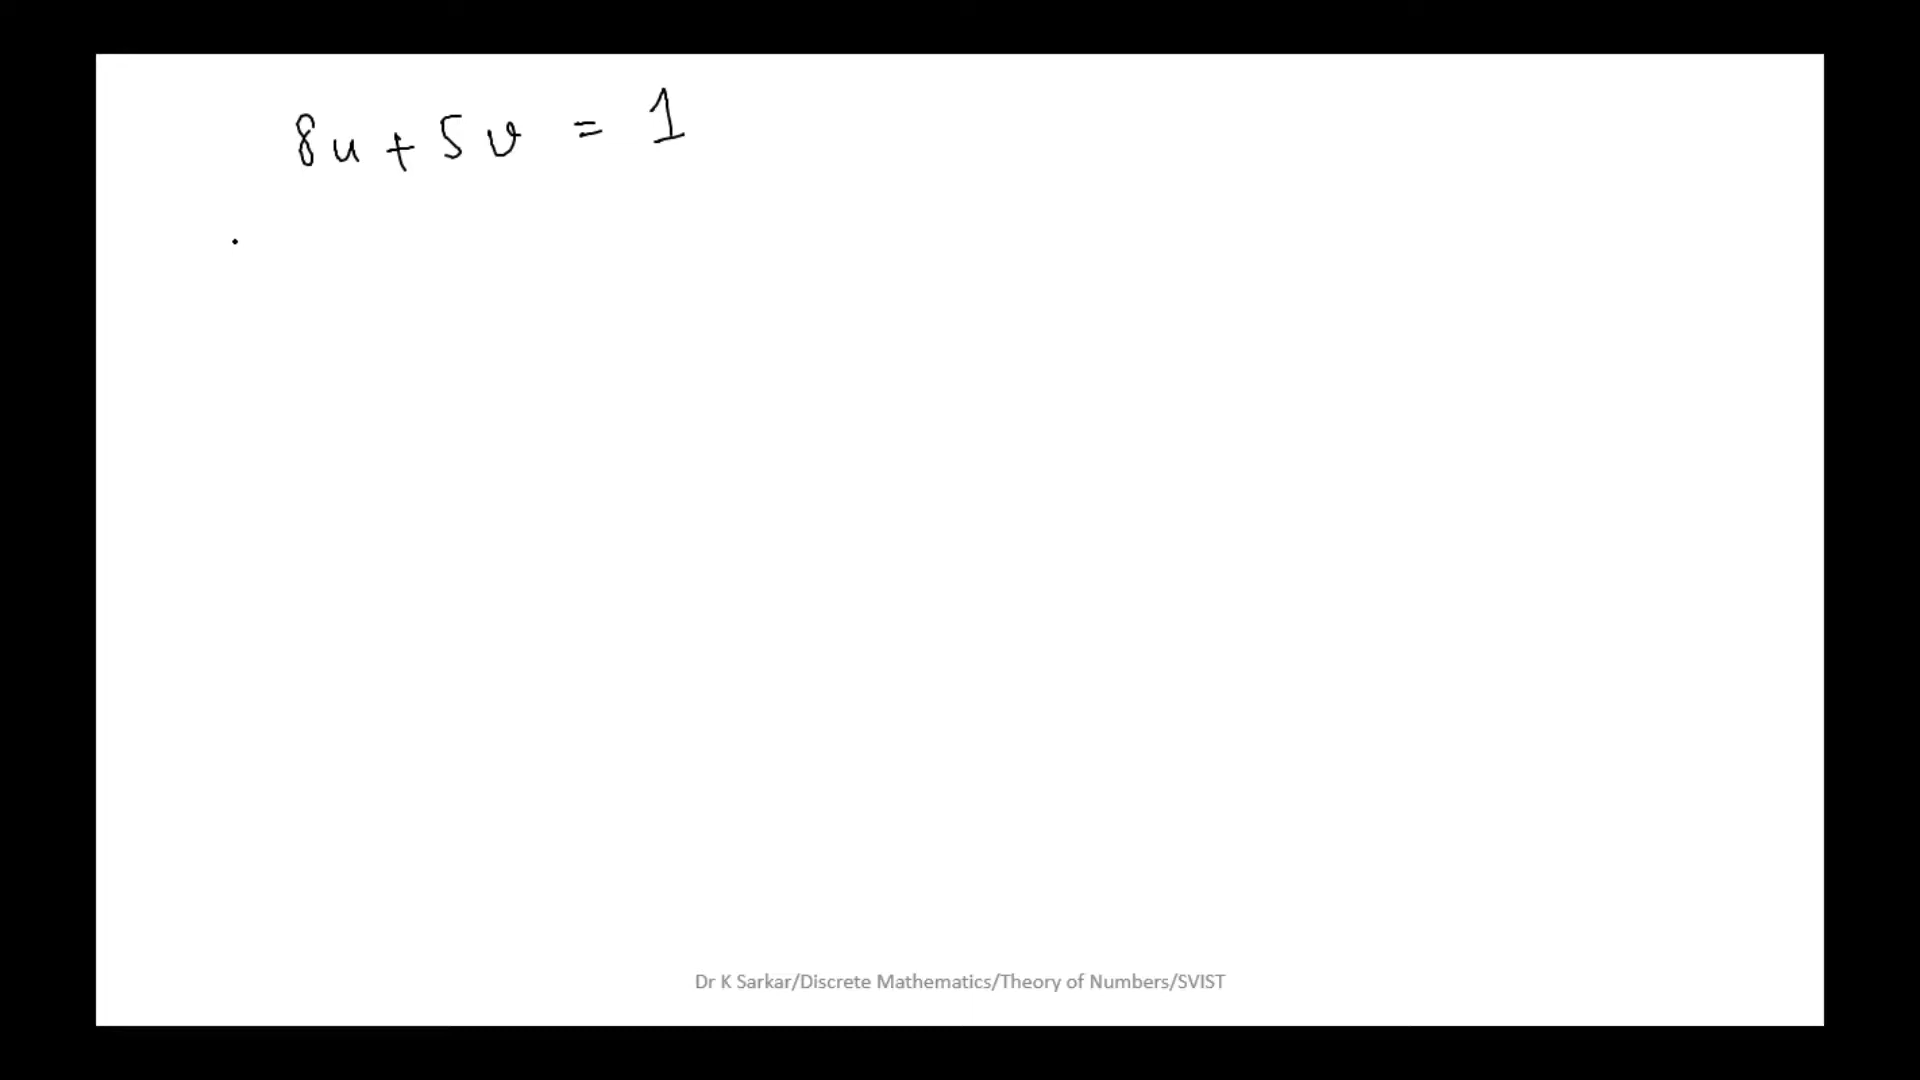 8u + 5v = 1
Dr K Sarkar/Discrete Mathematics/Theory of Numbers/SVIST